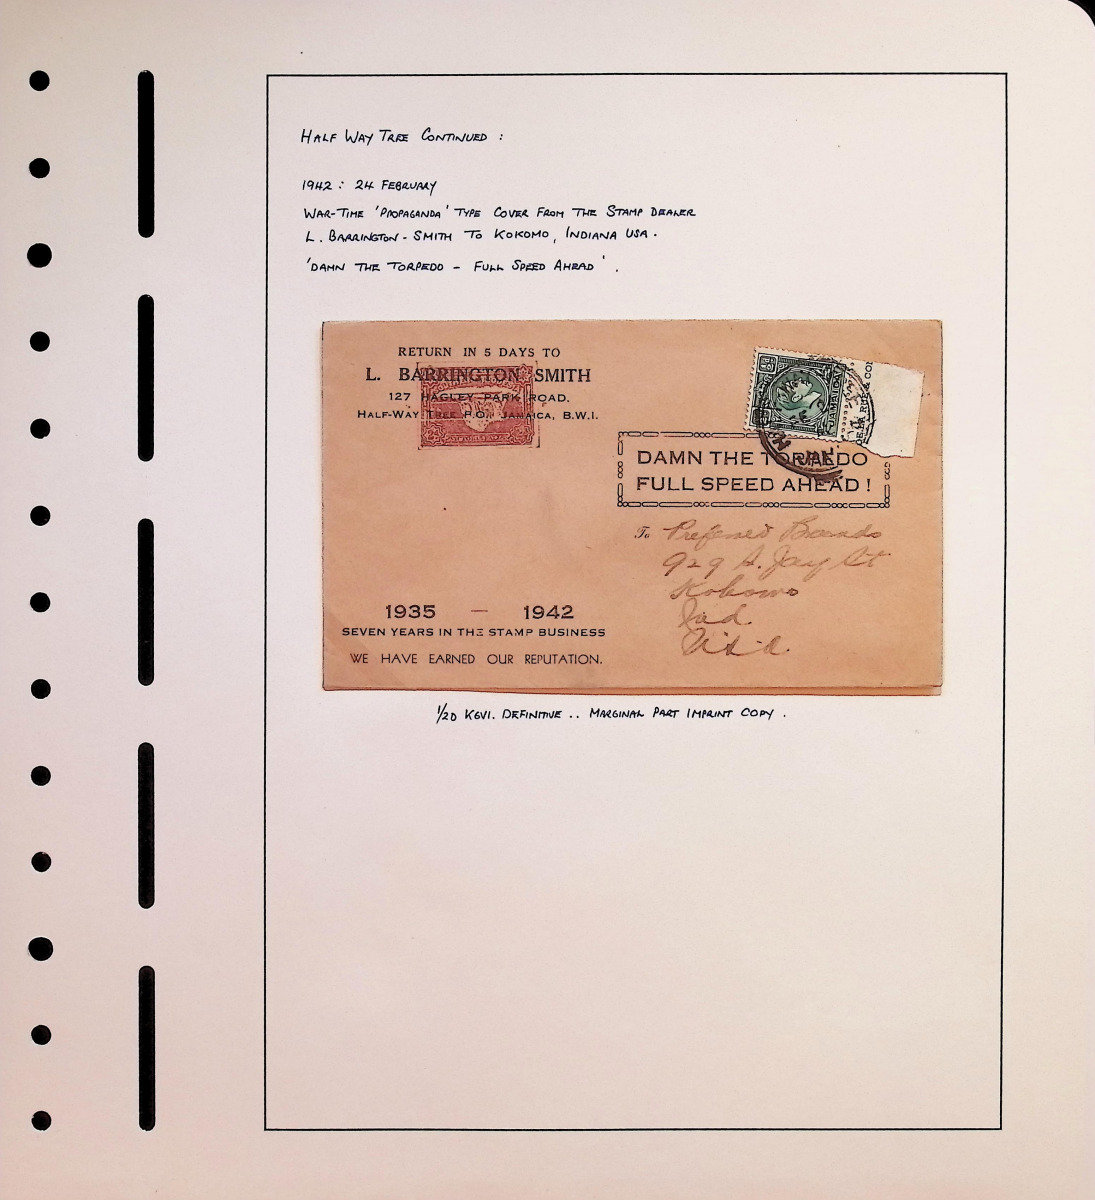 HALF WAY TREE CONTINUED :
1942 : 24 FEBRUARY
WAR-TIME 'PROPAGANDA' TYPE COVER FROM THE STAMP DEALER
L. BARRINGTON-SMITH TO KOKOMO, INDIANA USA.
'DAMN THE TORPEDO - FULL SPEED AHEAD'.
RETURN IN 5 DAYS TO
L. BARRINGTON SMITH
127 HAGLEY PARK ROAD.
HALF-WAY TREE P.O., JAMAICA, B.W.I.
JAMAICA
DE LA RUE & CO
DAMN THE TORPEDO
FULL SPEED AHEAD !
To Preferred Brands
929 S. Jay St
Kokomo
Ind.
U.S.A.
1935 — 1942
SEVEN YEARS IN THE STAMP BUSINESS
WE HAVE EARNED OUR REPUTATION.
1/2D KGVI. DEFINITIVE .. MARGINAL PART IMPRINT COPY .